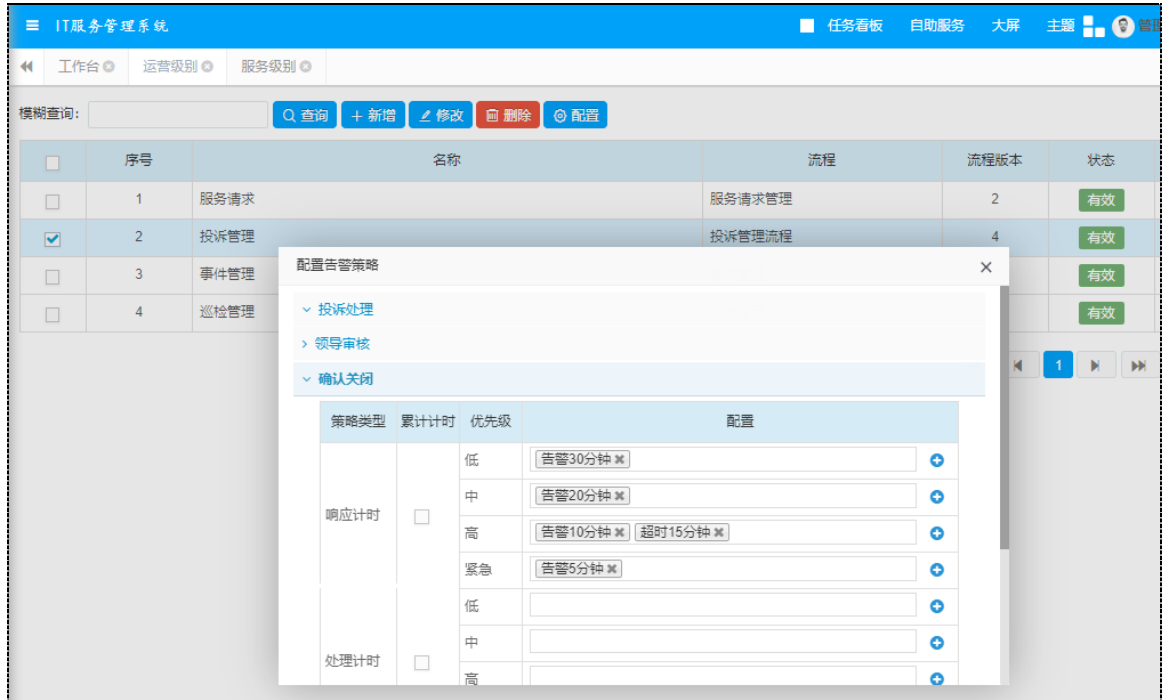 IT服务管理系统 任务看板 自助服务 大屏 主题
工作台 运营级别 服务级别
模糊查询: 查询 新增 修改 删除 配置
序号 名称 流程 流程版本 状态
1 服务请求 服务请求管理 2 有效
2 投诉管理 投诉管理流程 4 有效
配置告警策略
3 事件管理 有效
投诉处理
4 巡检管理 有效
领导审核
1
确认关闭
策略类型 累计计时 优先级 配置
低 告警30分钟
中 告警20分钟
响应计时
高 告警10分钟 超时15分钟
紧急 告警5分钟
低
中
处理计时
高